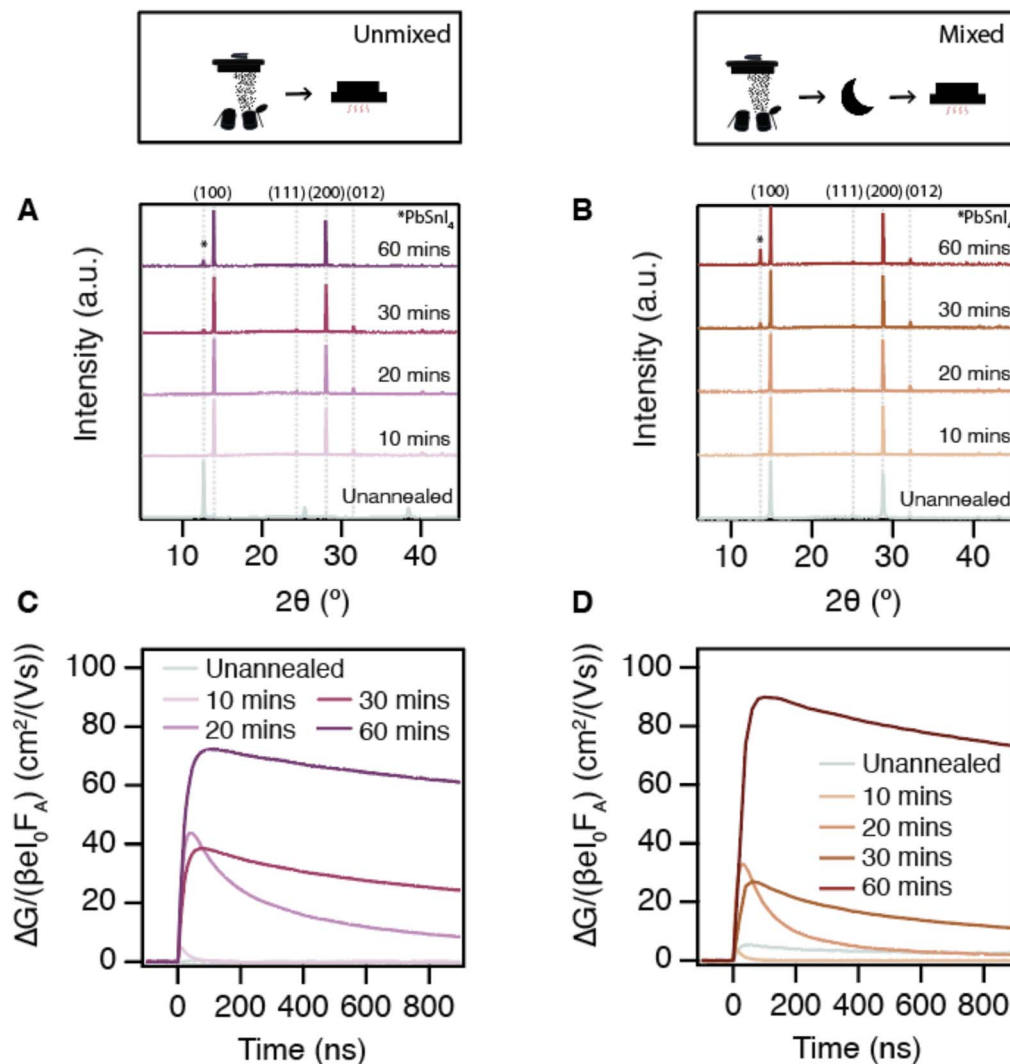 Unmixed
Mixed
A
(100) (111) (200) (012)
*PbSnI4
*
60 mins
30 mins
20 mins
10 mins
Unannealed
Intensity (a.u.)
10 20 30 40
2θ (º)
B
(100) (111) (200) (012)
*PbSnI4
*
60 mins
30 mins
20 mins
10 mins
Unannealed
Intensity (a.u.)
10 20 30 40
2θ (º)
C
100
80
60
40
20
0
ΔG/(βeI0FA) (cm²/(Vs))
Unannealed
10 mins 30 mins
20 mins 60 mins
0 200 400 600 800
Time (ns)
D
100
80
60
40
20
0
ΔG/(βeI0FA) (cm²/(Vs))
Unannealed
10 mins
20 mins
30 mins
60 mins
0 200 400 600 800
Time (ns)